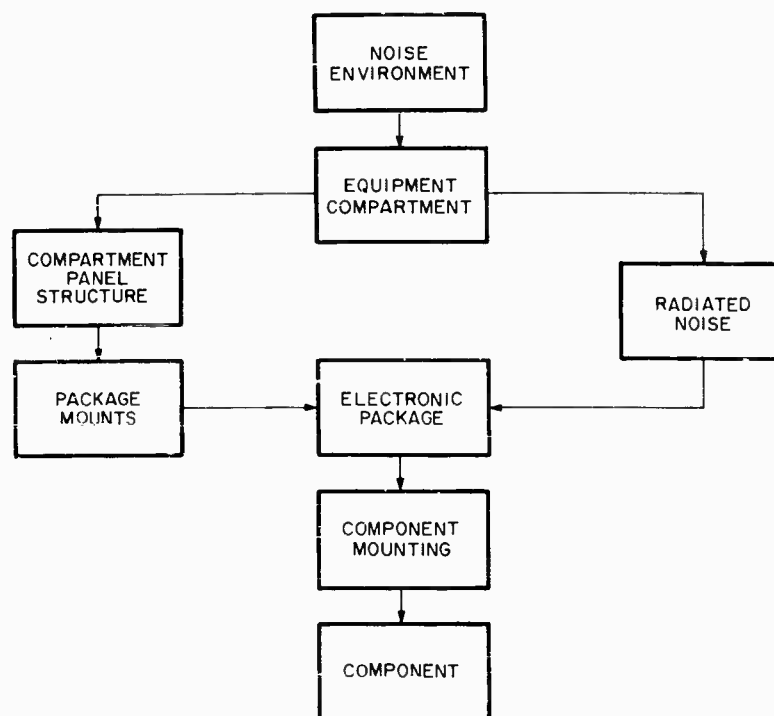 NOISE
ENVIRONMENT
EQUIPMENT
COMPARTMENT
COMPARTMENT
PANEL
STRUCTURE
RADIATED
NOISE
PACKAGE
MOUNTS
ELECTRONIC
PACKAGE
COMPONENT
MOUNTING
COMPONENT